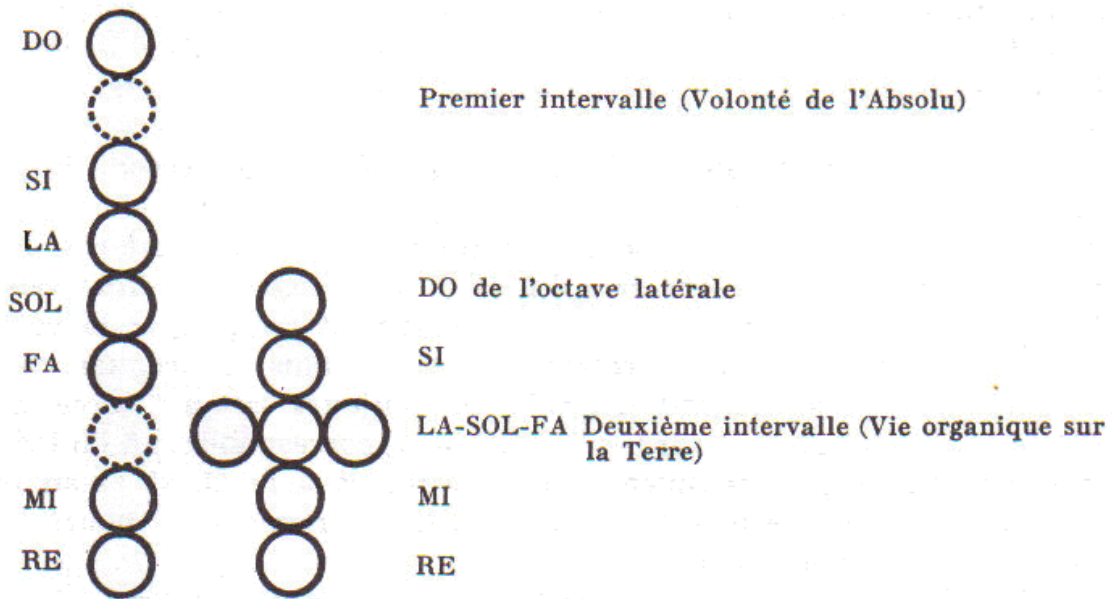 DO
Premier intervalle (Volonté de l'Absolu)
SI
LA
SOL
DO de l'octave latérale
FA
SI
LA-SOL-FA Deuxième intervalle (Vie organique sur
la Terre)
MI
MI
RE
RE